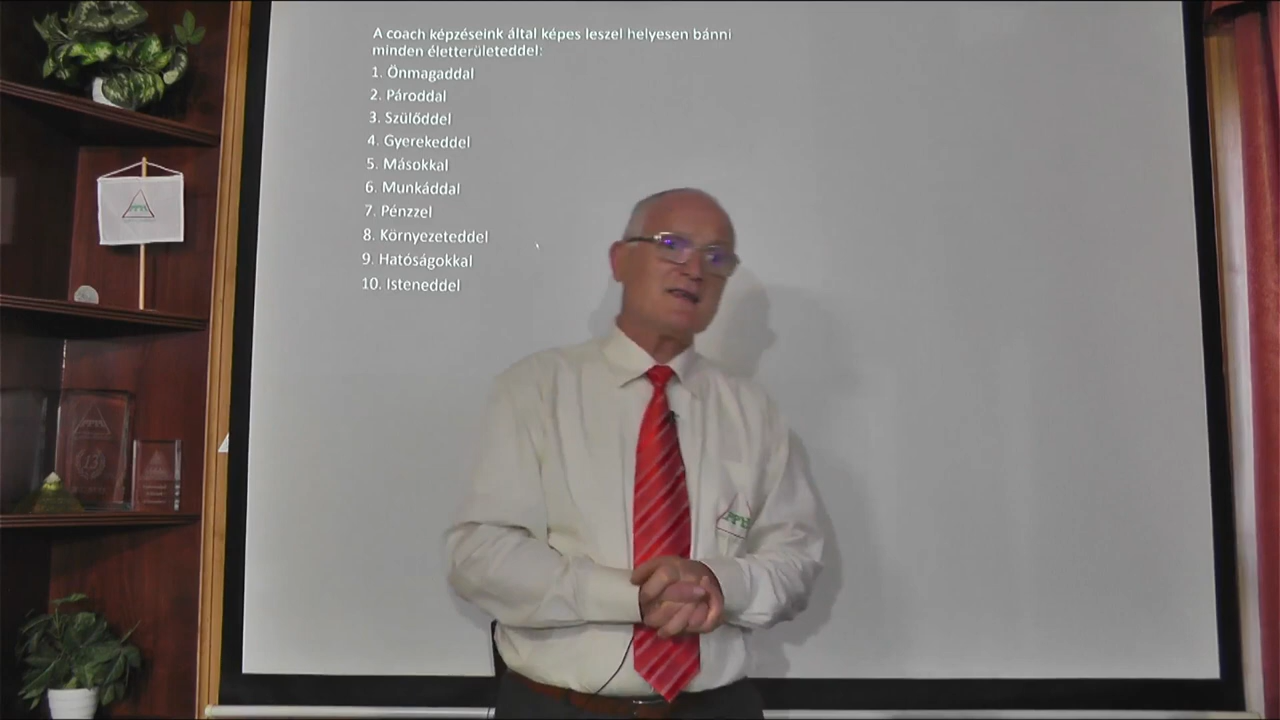 A coach képzéseink által képes leszel helyesen bánni
minden életterületeddel:
1. Önmagaddal
2. Pároddal
3. Szülőddel
4. Gyerekeddel
5. Másokkal
6. Munkáddal
7. Pénzzel
8. Környezeteddel
9. Hatóságokkal
10. Isteneddel
13